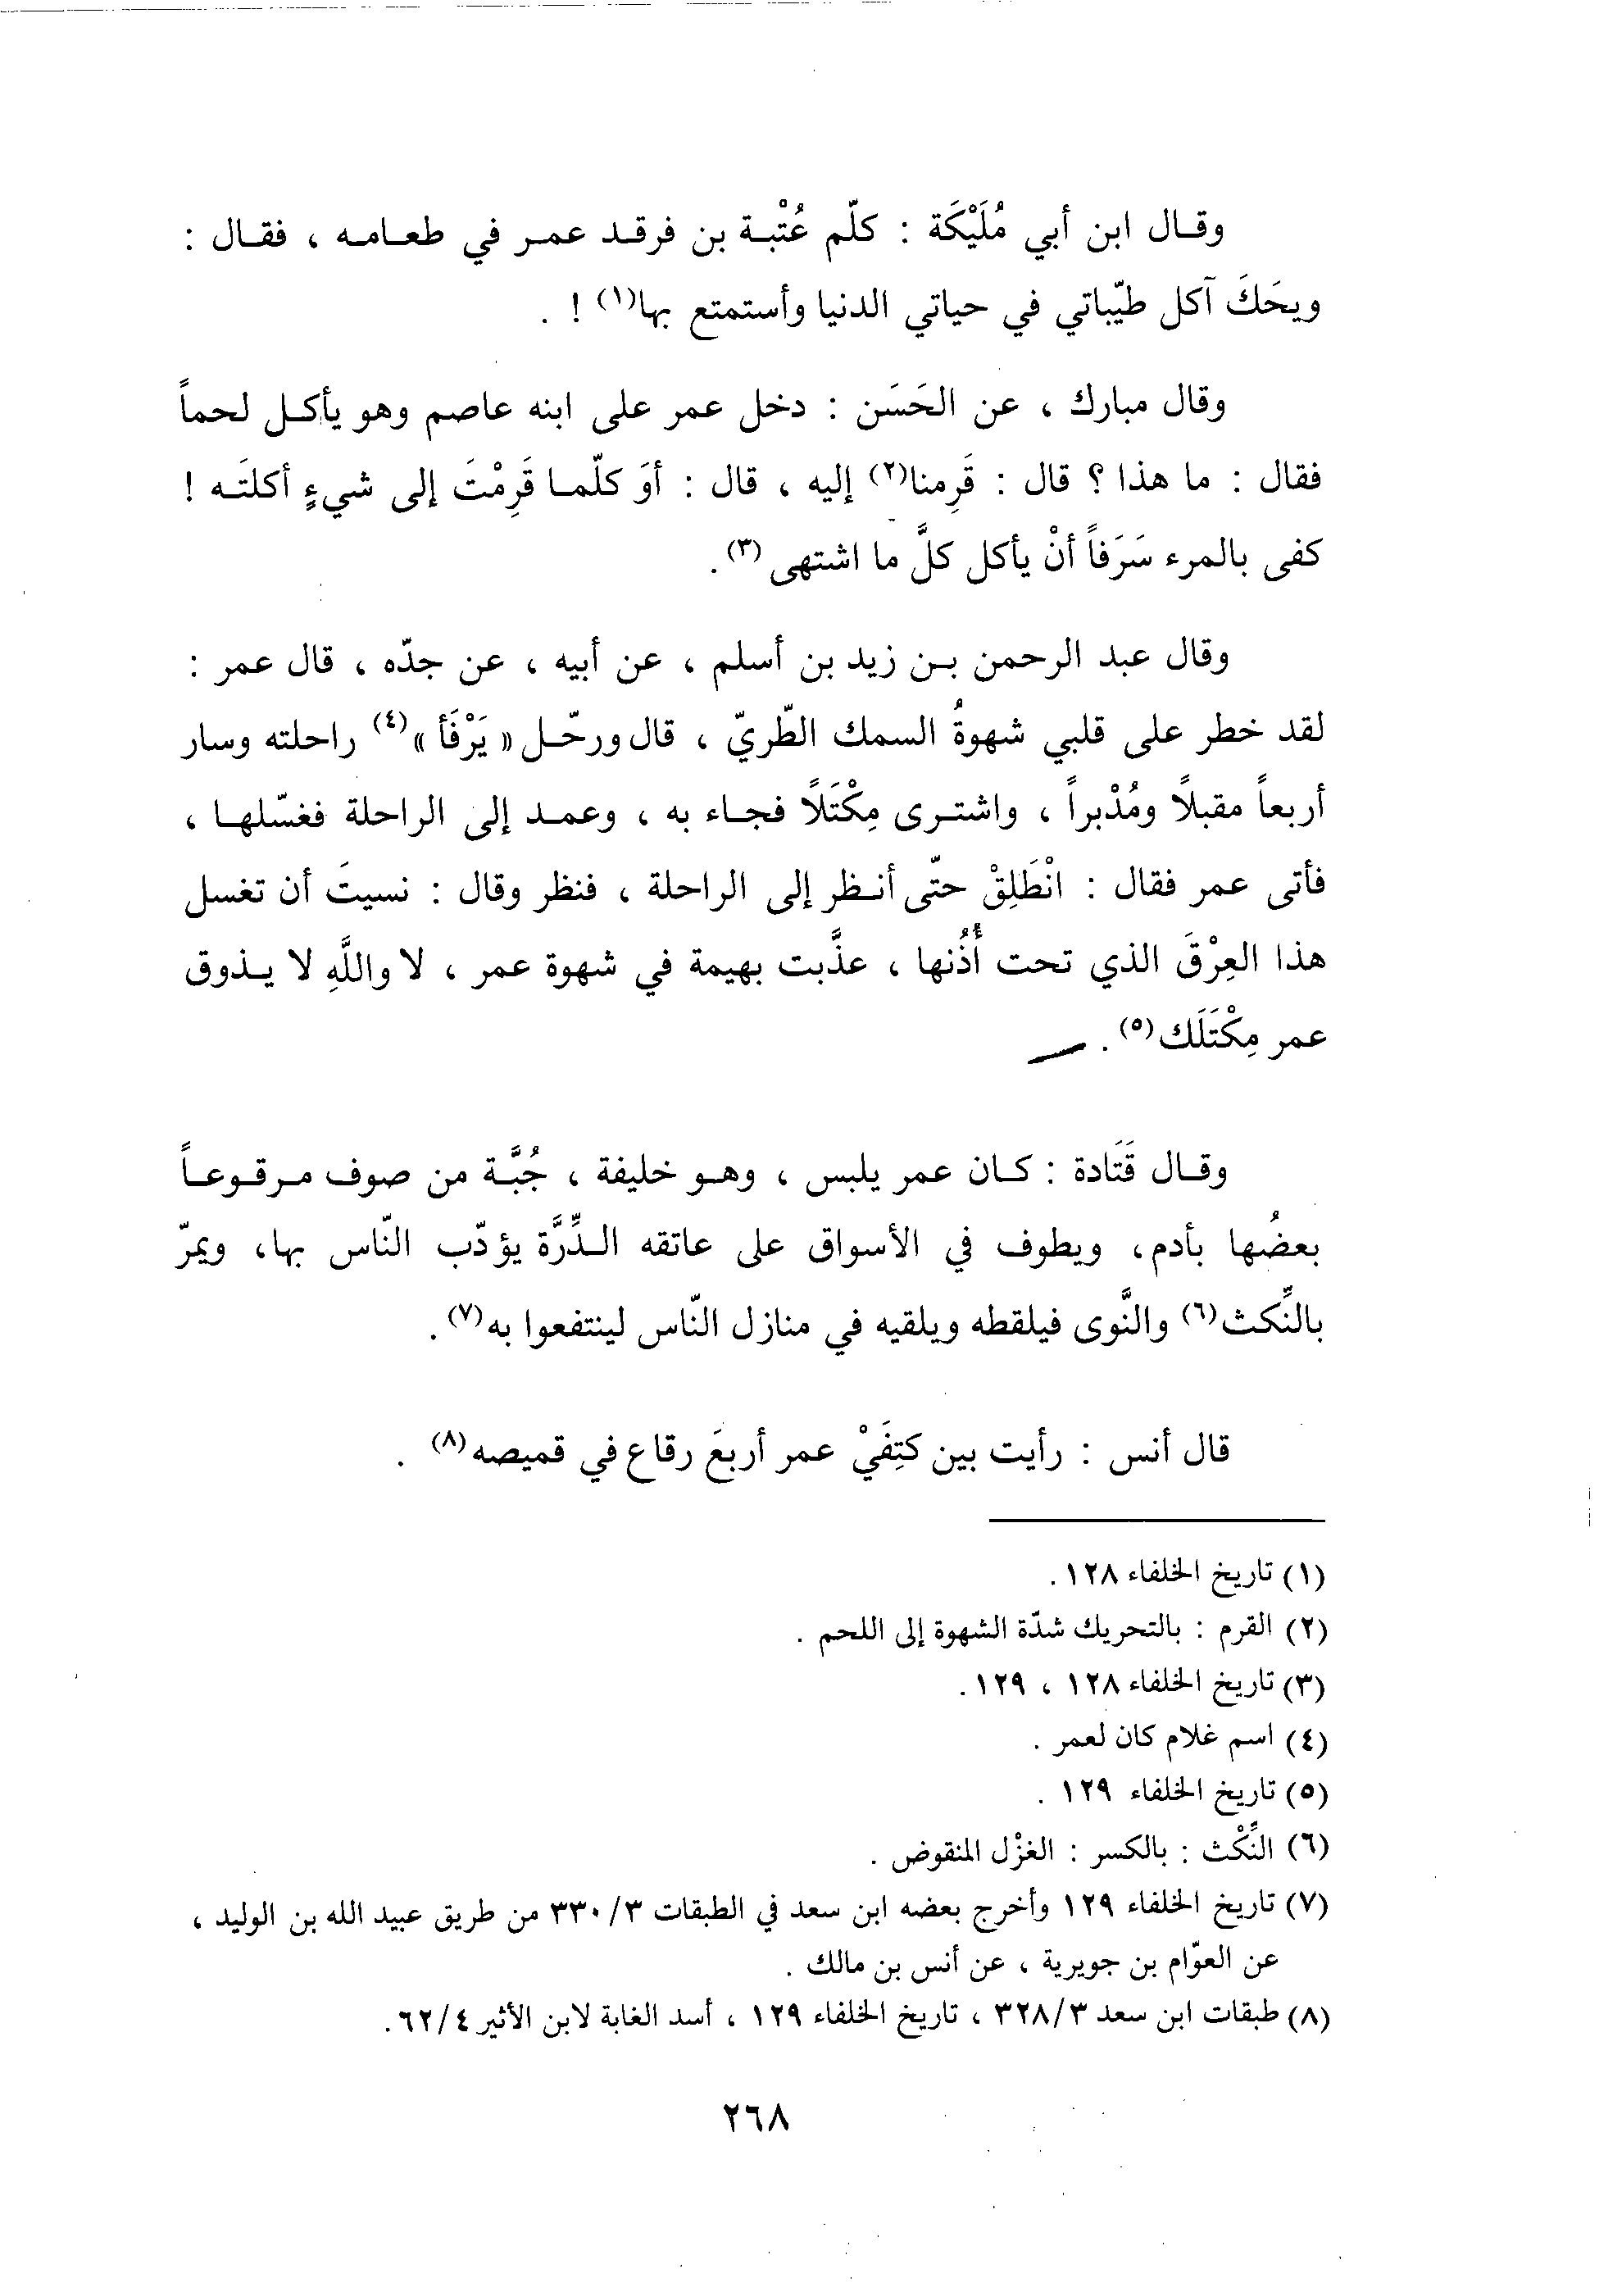 وقال ابن أبي مُلَيْكَة : كلّم عُتْبة بن فرقد عمر في طعامه ، فقال :
ويحَكَ آكل طيّباتي في حياتي الدنيا وأستمتع بها(١) ! .
وقال مبارك ، عن الحَسَن : دخل عمر على ابنه عاصم وهو يأكل لحماً
فقال : ما هذا ؟ قال : قَرِمنا(٢) إليه ، قال : أوَ كلّما قَرِمْتَ إلى شيءٍ أكلتَه !
كفى بالمرء سَرَفاً أنْ يأكل كلَّ ما اشتهى(٣) .
وقال عبد الرحمن بن زيد بن أسلم ، عن أبيه ، عن جدّه ، قال عمر :
لقد خطر على قلبي شهوةُ السمك الطّريّ ، قال ورحّل « يَرْفَأ »(٤) راحلته وسار
أربعاً مقبلاً ومُدْبراً ، واشترى مِكْتَلاً فجاء به ، وعمد إلى الراحلة فغسّلها ،
فأتى عمر فقال : انْطَلِقْ حتّى أنظر إلى الراحلة ، فنظر وقال : نسيتَ أن تغسل
هذا العِرْقَ الذي تحت أُذُنها ، عذَّبت بهيمة في شهوة عمر ، لا واللَّهِ لا يذوق
عمر مِكْتَلَك(٥) .
وقال قَتَادة : كان عمر يلبس ، وهو خليفة ، جُبَّة من صوف مرقوعاً
بعضُها بأدم، ويطوف في الأسواق على عاتقه الدِّرَّة يؤدّب النّاس بها، ويمرّ
بالنِّكث(٦) والنَّوى فيلقطه ويلقيه في منازل النّاس لينتفعوا به(٧) .
قال أنس : رأيت بين كتِفَيْ عمر أربعَ رقاع في قميصه(٨) .
(١) تاريخ الخلفاء ١٢٨ .
(٢) القرم : بالتحريك شدّة الشهوة إلى اللحم .
(٣) تاريخ الخلفاء ١٢٨ ، ١٢٩ .
(٤) اسم غلام كان لعمر .
(٥) تاريخ الخلفاء ١٢٩ .
(٦) النِّكْث : بالكسر : الغزْل المنقوض .
(٧) تاريخ الخلفاء ١٢٩ وأخرج بعضه ابن سعد في الطبقات ٣/ ٣٣٠ من طريق عبيد الله بن الوليد ،
عن العوّام بن جويرية ، عن أنس بن مالك .
(٨) طبقات ابن سعد ٣/ ٣٢٨ ، تاريخ الخلفاء ١٢٩ ، أسد الغابة لابن الأثير ٤/ ٦٢ .
٢٦٨